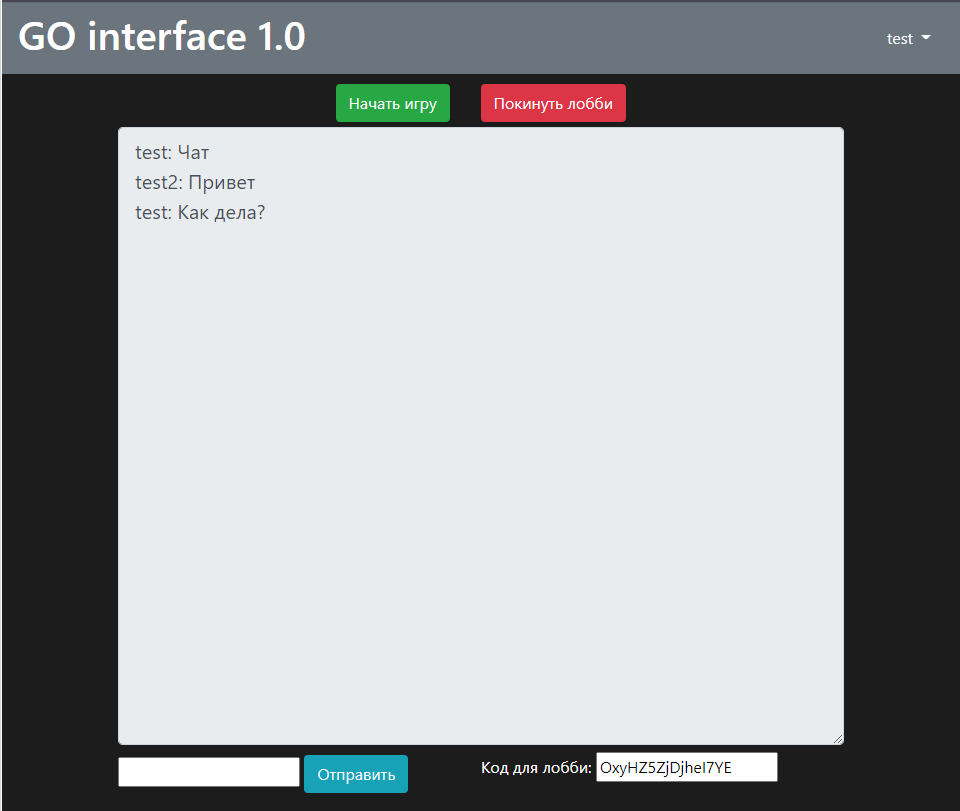 GO interface 1.0
test
Начать игру
Покинуть лобби
test: Чат
test2: Привет
test: Как дела?
Отправить
Код для лобби: OxyHZ5ZjDjheI7YE